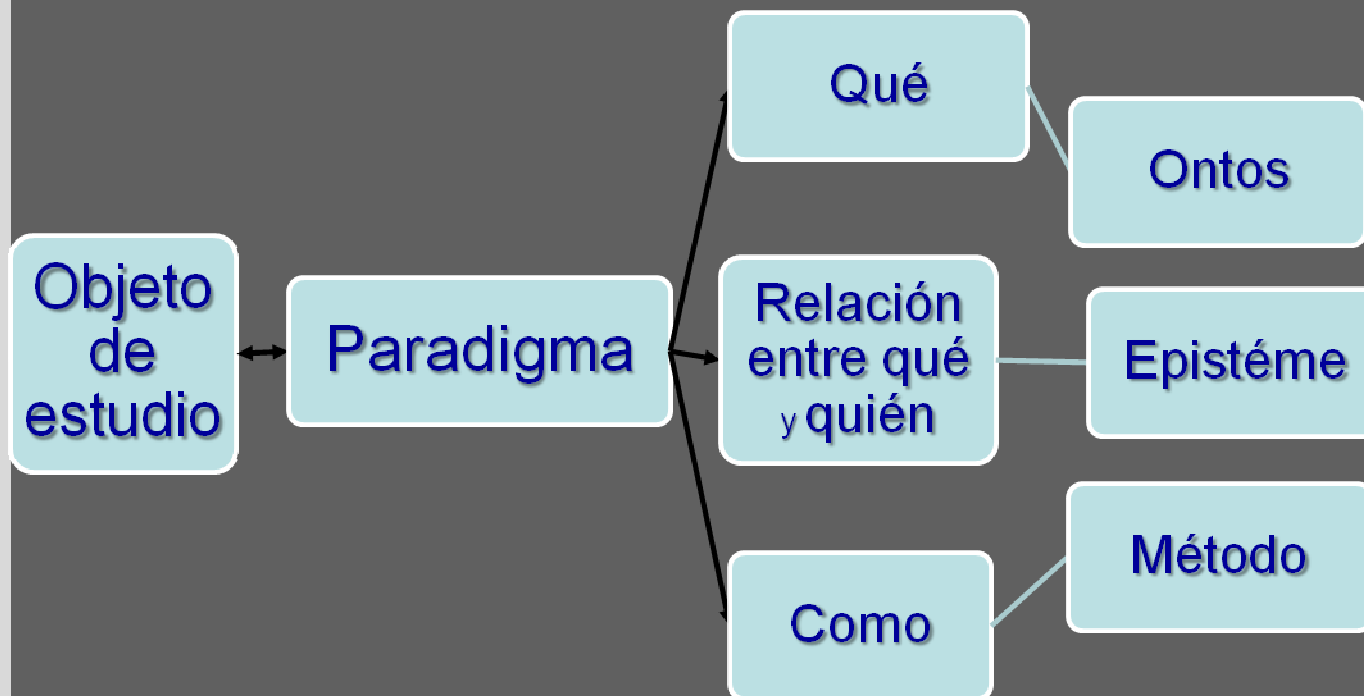 Qué
Ontos
Objeto
de
estudio
Paradigma
Relación
entre qué
y quién
Epistéme
Método
Como